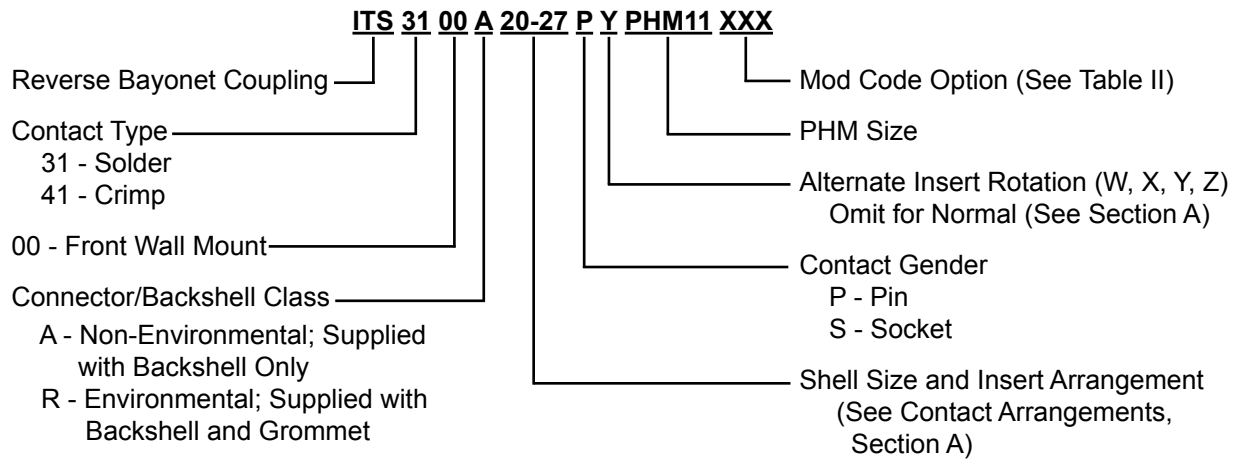 ITS 31 00 A 20-27 P Y PHM11 XXX
Reverse Bayonet Coupling
Contact Type
31 - Solder
41 - Crimp
00 - Front Wall Mount
Connector/Backshell Class
A - Non-Environmental; Supplied
with Backshell Only
R - Environmental; Supplied with
Backshell and Grommet
Mod Code Option (See Table II)
PHM Size
Alternate Insert Rotation (W, X, Y, Z)
Omit for Normal (See Section A)
Contact Gender
P - Pin
S - Socket
Shell Size and Insert Arrangement
(See Contact Arrangements,
Section A)